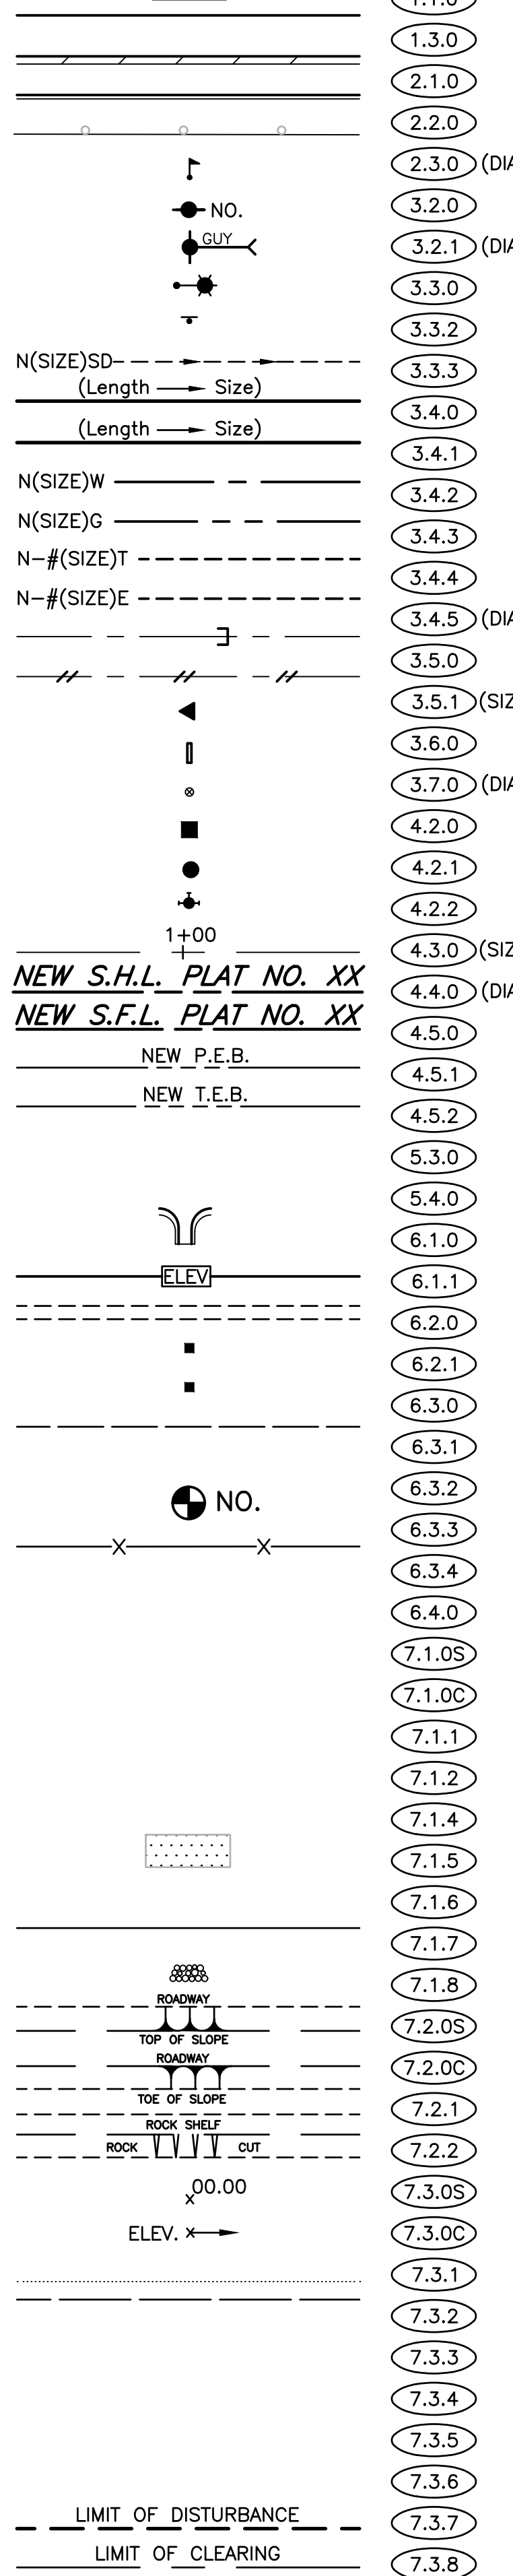 1.1.0
1.3.0
2.1.0
2.2.0
2.3.0 (DIA
NO.
3.2.0
GUY
3.2.1 (DIA
3.3.0
3.3.2
N(SIZE)SD
3.3.3
(Length Size)
3.4.0
(Length Size)
3.4.1
N(SIZE)W
3.4.2
N(SIZE)G
3.4.3
N-#(SIZE)T
3.4.4
N-#(SIZE)E
3.4.5 (DIA
3.5.0
3.5.1 (SIZ
3.6.0
3.7.0 (DIA
4.2.0
4.2.1
4.2.2
1+00
4.3.0 (SIZ
NEW S.H.L. PLAT NO. XX
4.4.0 (DIA
NEW S.F.L. PLAT NO. XX
4.5.0
NEW P.E.B.
4.5.1
NEW T.E.B.
4.5.2
5.3.0
5.4.0
6.1.0
ELEV
6.1.1
6.2.0
6.2.1
6.3.0
6.3.1
6.3.2
NO.
6.3.3
6.3.4
6.4.0
7.1.0S
7.1.0C
7.1.1
7.1.2
7.1.4
7.1.5
7.1.6
7.1.7
7.1.8
ROADWAY
7.2.0S
TOP OF SLOPE
ROADWAY
7.2.0C
TOE OF SLOPE
7.2.1
ROCK SHELF
ROCK CUT
7.2.2
00.00
7.3.0S
ELEV.
7.3.0C
7.3.1
7.3.2
7.3.3
7.3.4
7.3.5
7.3.6
LIMIT OF DISTURBANCE
7.3.7
LIMIT OF CLEARING
7.3.8